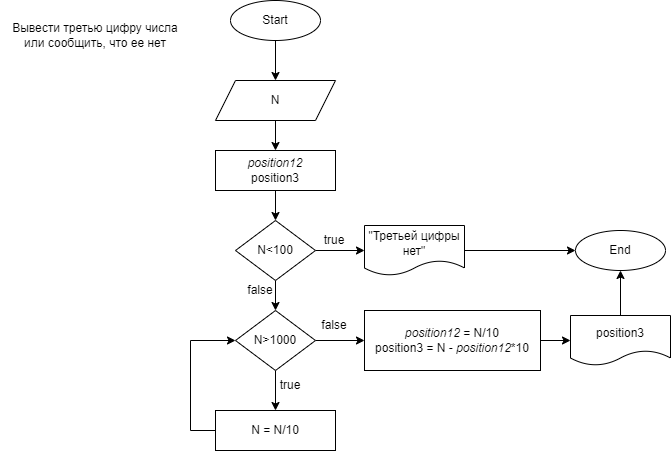 Вывести третью цифру числа
или сообщить, что ее нет
Start
N
position12
position3
N<100
true
"Третьей цифры
нет"
End
false
N>1000
false
position12 = N/10
position3 = N - position12*10
position3
true
N = N/10